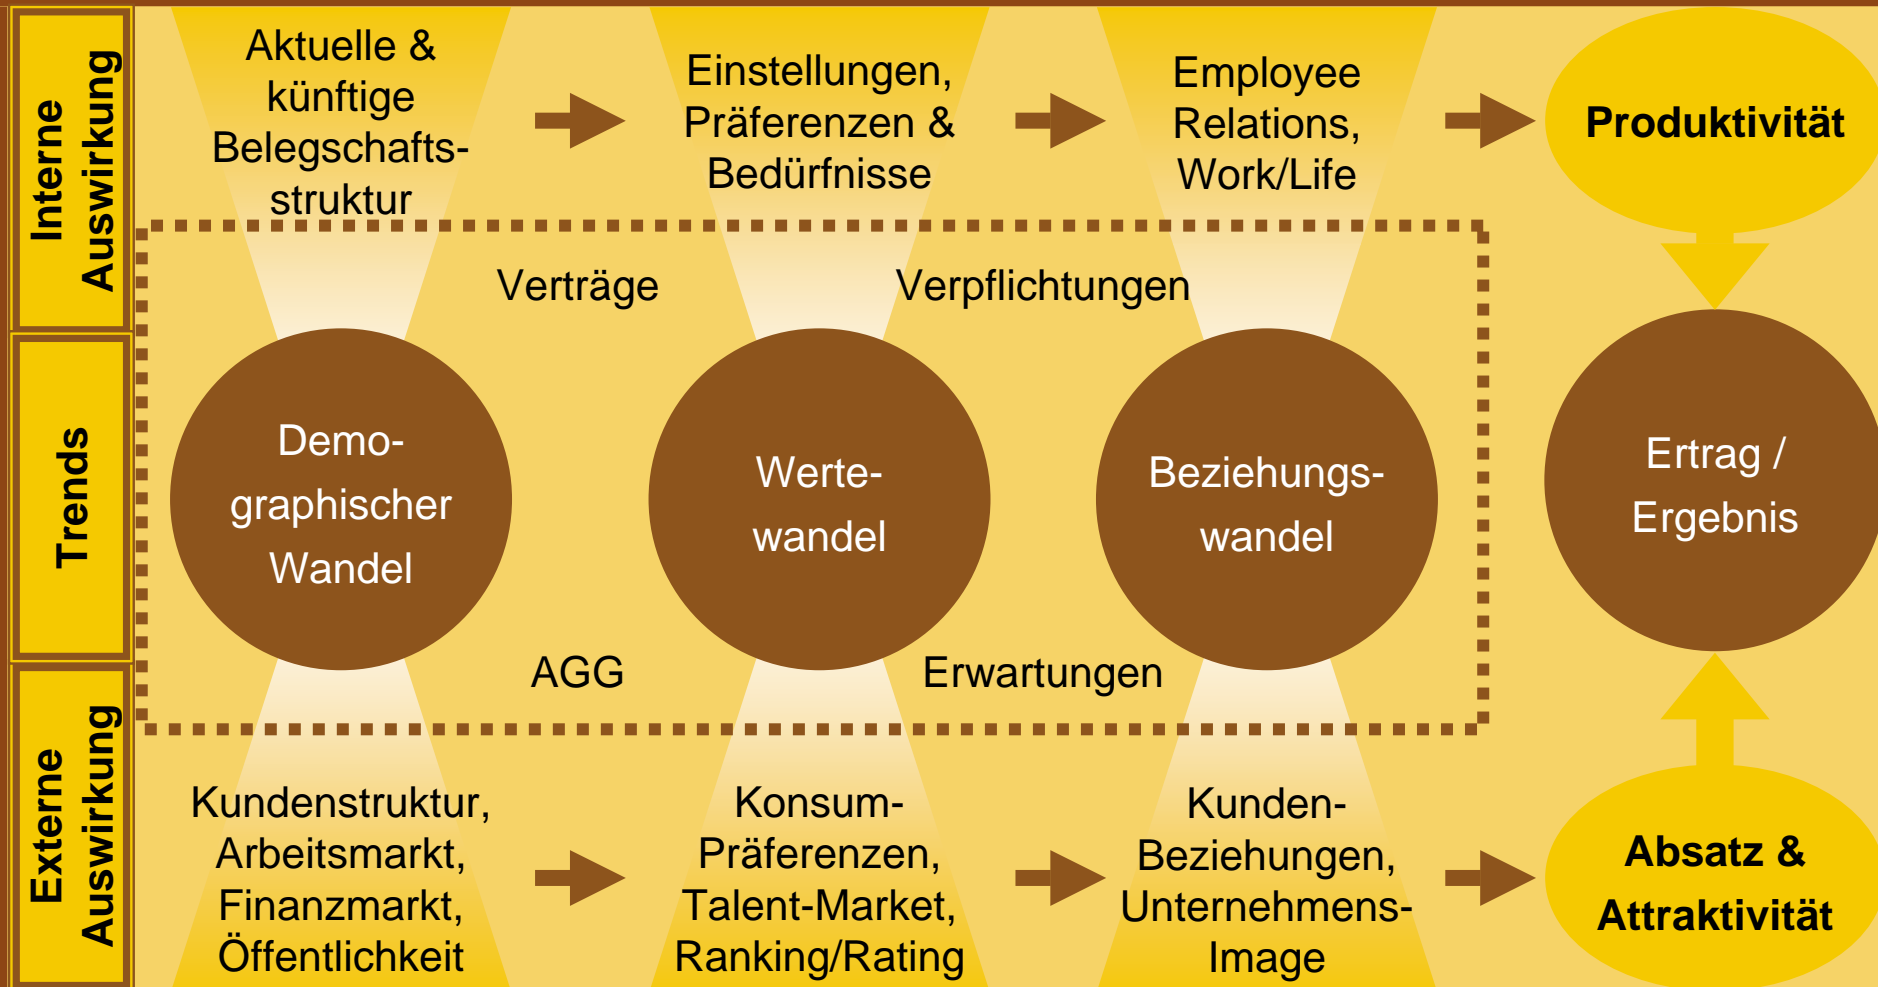 Interne
Auswirkung
Aktuelle &
künftige
Belegschafts-
struktur
Einstellungen,
Präferenzen &
Bedürfnisse
Employee
Relations,
Work/Life
Produktivität
Verträge
Verpflichtungen
Trends
Demo-
graphischer
Wandel
Werte-
wandel
Beziehungs-
wandel
Ertrag /
Ergebnis
AGG
Erwartungen
Externe
Auswirkung
Kundenstruktur,
Arbeitsmarkt,
Finanzmarkt,
Öffentlichkeit
Konsum-
Präferenzen,
Talent-Market,
Ranking/Rating
Kunden-
Beziehungen,
Unternehmens-
Image
Absatz &
Attraktivität